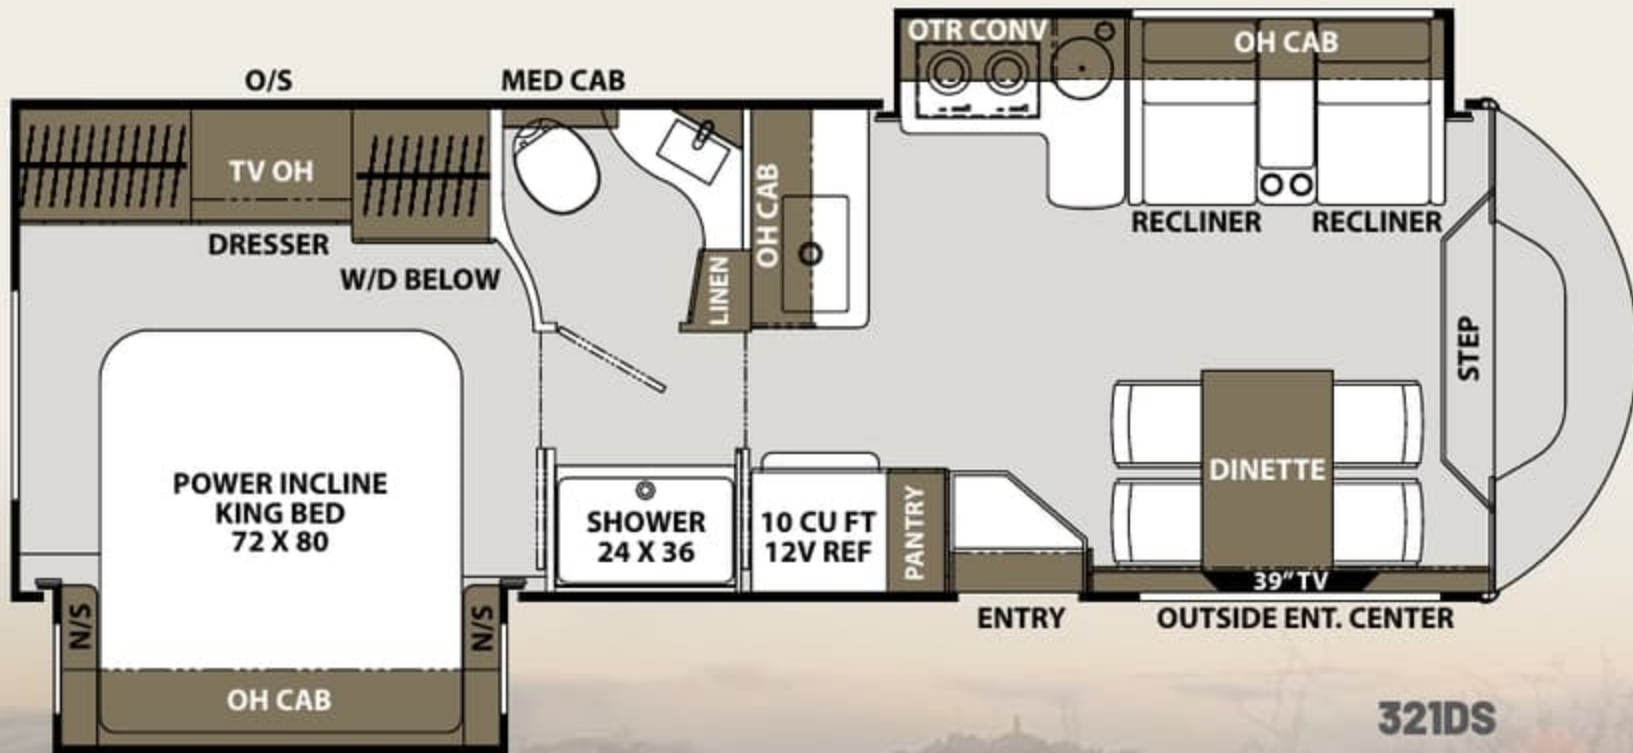 OTR CONV
OH CAB
O/S
MED CAB
TV OH
OH CAB
DRESSER
RECLINER
RECLINER
W/D BELOW
LINEN
STEP
POWER INCLINE
KING BED
72 X 80
DINETTE
SHOWER
24 X 36
10 CU FT
12V REF
PANTRY
39” TV
N/S
N/S
ENTRY
OUTSIDE ENT. CENTER
OH CAB
321DS